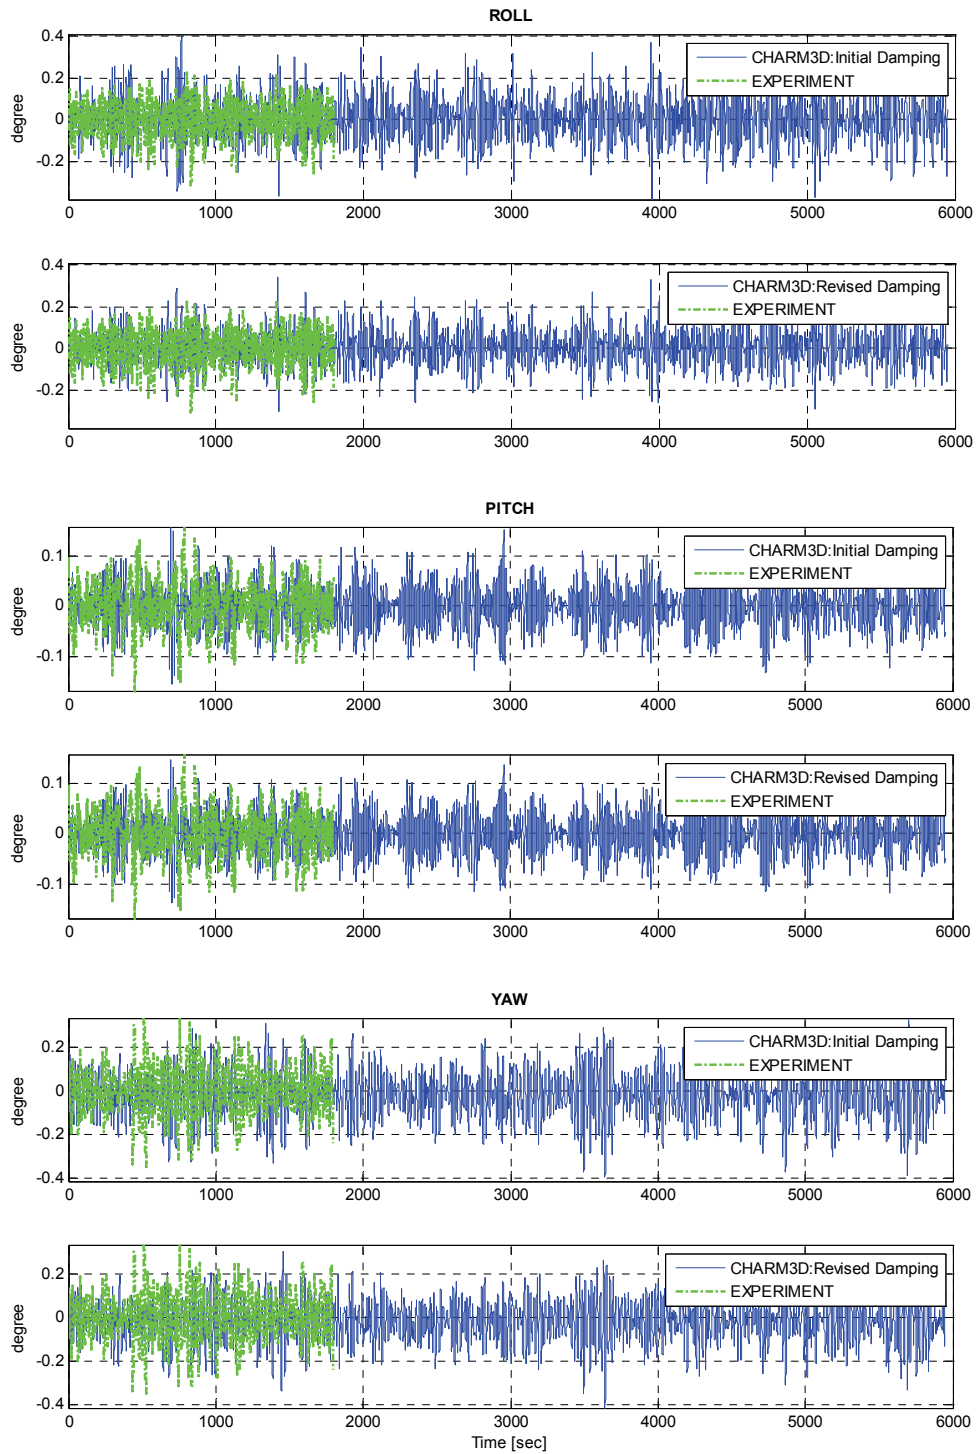 ROLL
0.4
0.2
0
-0.2
degree
CHARM3D:Initial Damping
EXPERIMENT
0 1000 2000 3000 4000 5000 6000
0.4
0.2
0
-0.2
degree
CHARM3D:Revised Damping
EXPERIMENT
0 1000 2000 3000 4000 5000 6000
PITCH
0.1
0
-0.1
degree
CHARM3D:Initial Damping
EXPERIMENT
0 1000 2000 3000 4000 5000 6000
0.1
0
-0.1
degree
CHARM3D:Revised Damping
EXPERIMENT
0 1000 2000 3000 4000 5000 6000
YAW
0.2
0
-0.2
-0.4
degree
CHARM3D:Initial Damping
EXPERIMENT
0 1000 2000 3000 4000 5000 6000
0.2
0
-0.2
-0.4
degree
CHARM3D:Revised Damping
EXPERIMENT
0 1000 2000 3000 4000 5000 6000
Time [sec]